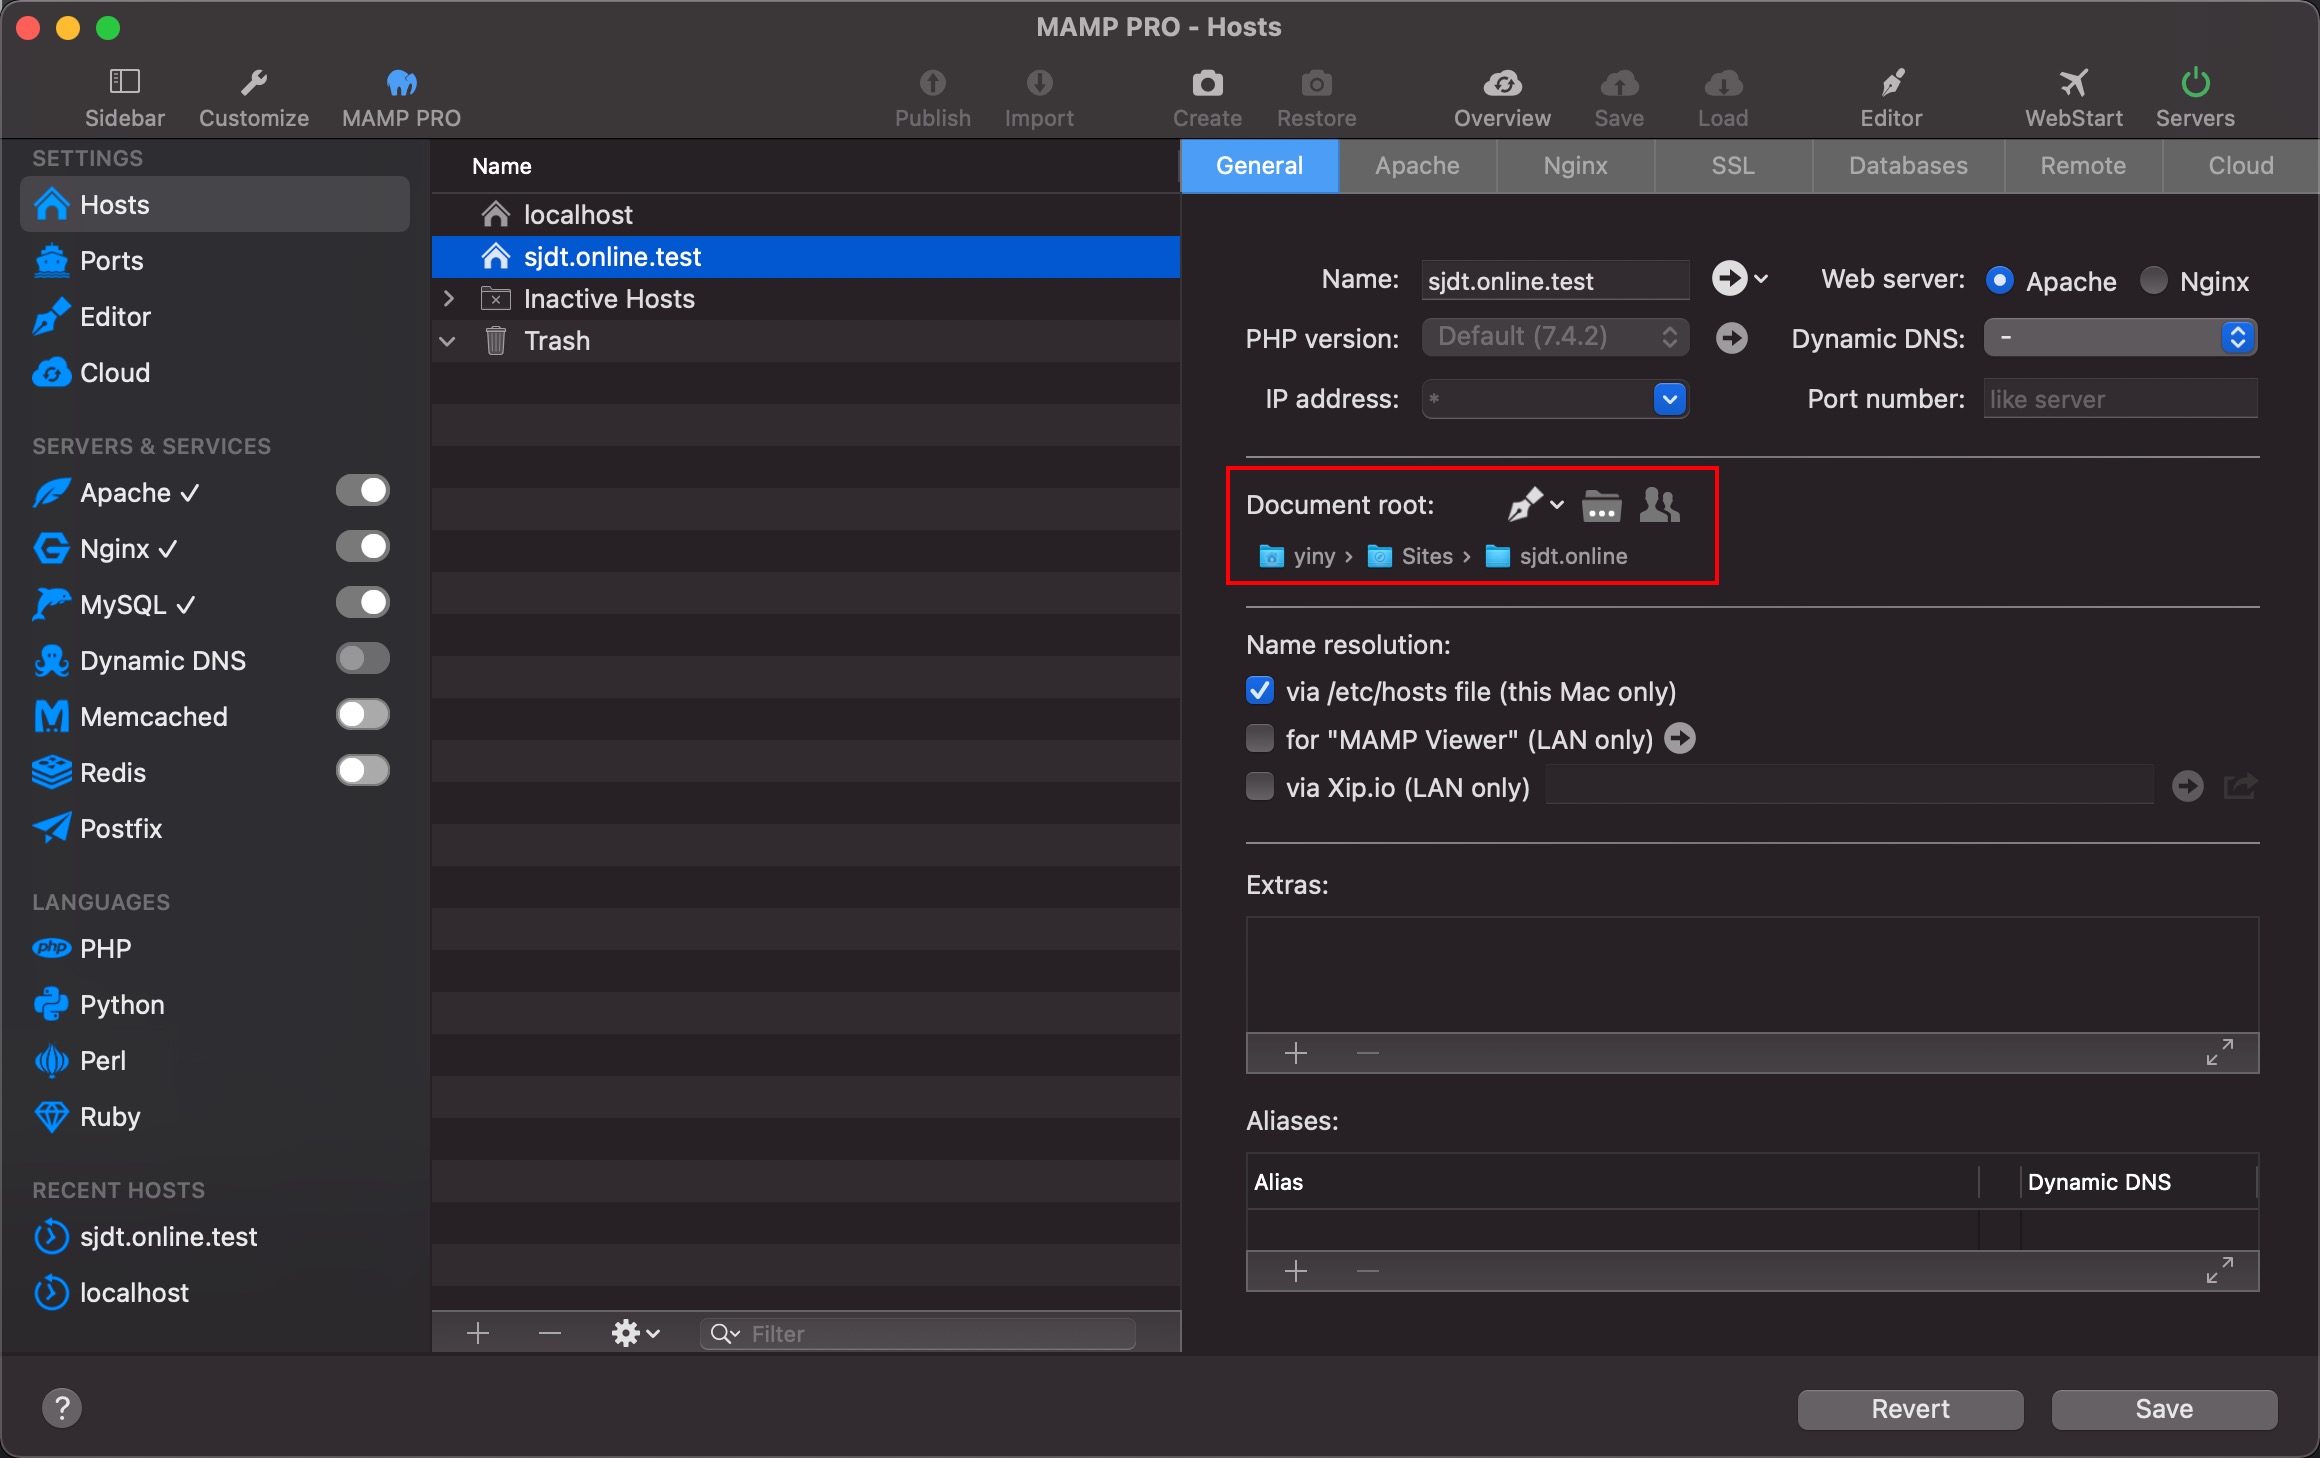 MAMP PRO - Hosts
Sidebar Customize MAMP PRO Publish Import Create Restore Overview Save Load Editor WebStart Servers
SETTINGS
Hosts
Ports
Editor
Cloud
SERVERS & SERVICES
Apache ✓
Nginx ✓
MySQL ✓
Dynamic DNS
Memcached
Redis
Postfix
LANGUAGES
php PHP
Python
Perl
Ruby
RECENT HOSTS
sjdt.online.test
localhost
Name
localhost
sjdt.online.test
Inactive Hosts
Trash
Filter
General Apache Nginx SSL Databases Remote Cloud
Name: sjdt.online.test Web server: Apache Nginx
PHP version: Default (7.4.2) Dynamic DNS: -
IP address: * Port number: like server
Document root:
yiny › Sites › sjdt.online
Name resolution:
via /etc/hosts file (this Mac only)
for "MAMP Viewer" (LAN only)
via Xip.io (LAN only)
Extras:
Aliases:
Alias Dynamic DNS
? Revert Save